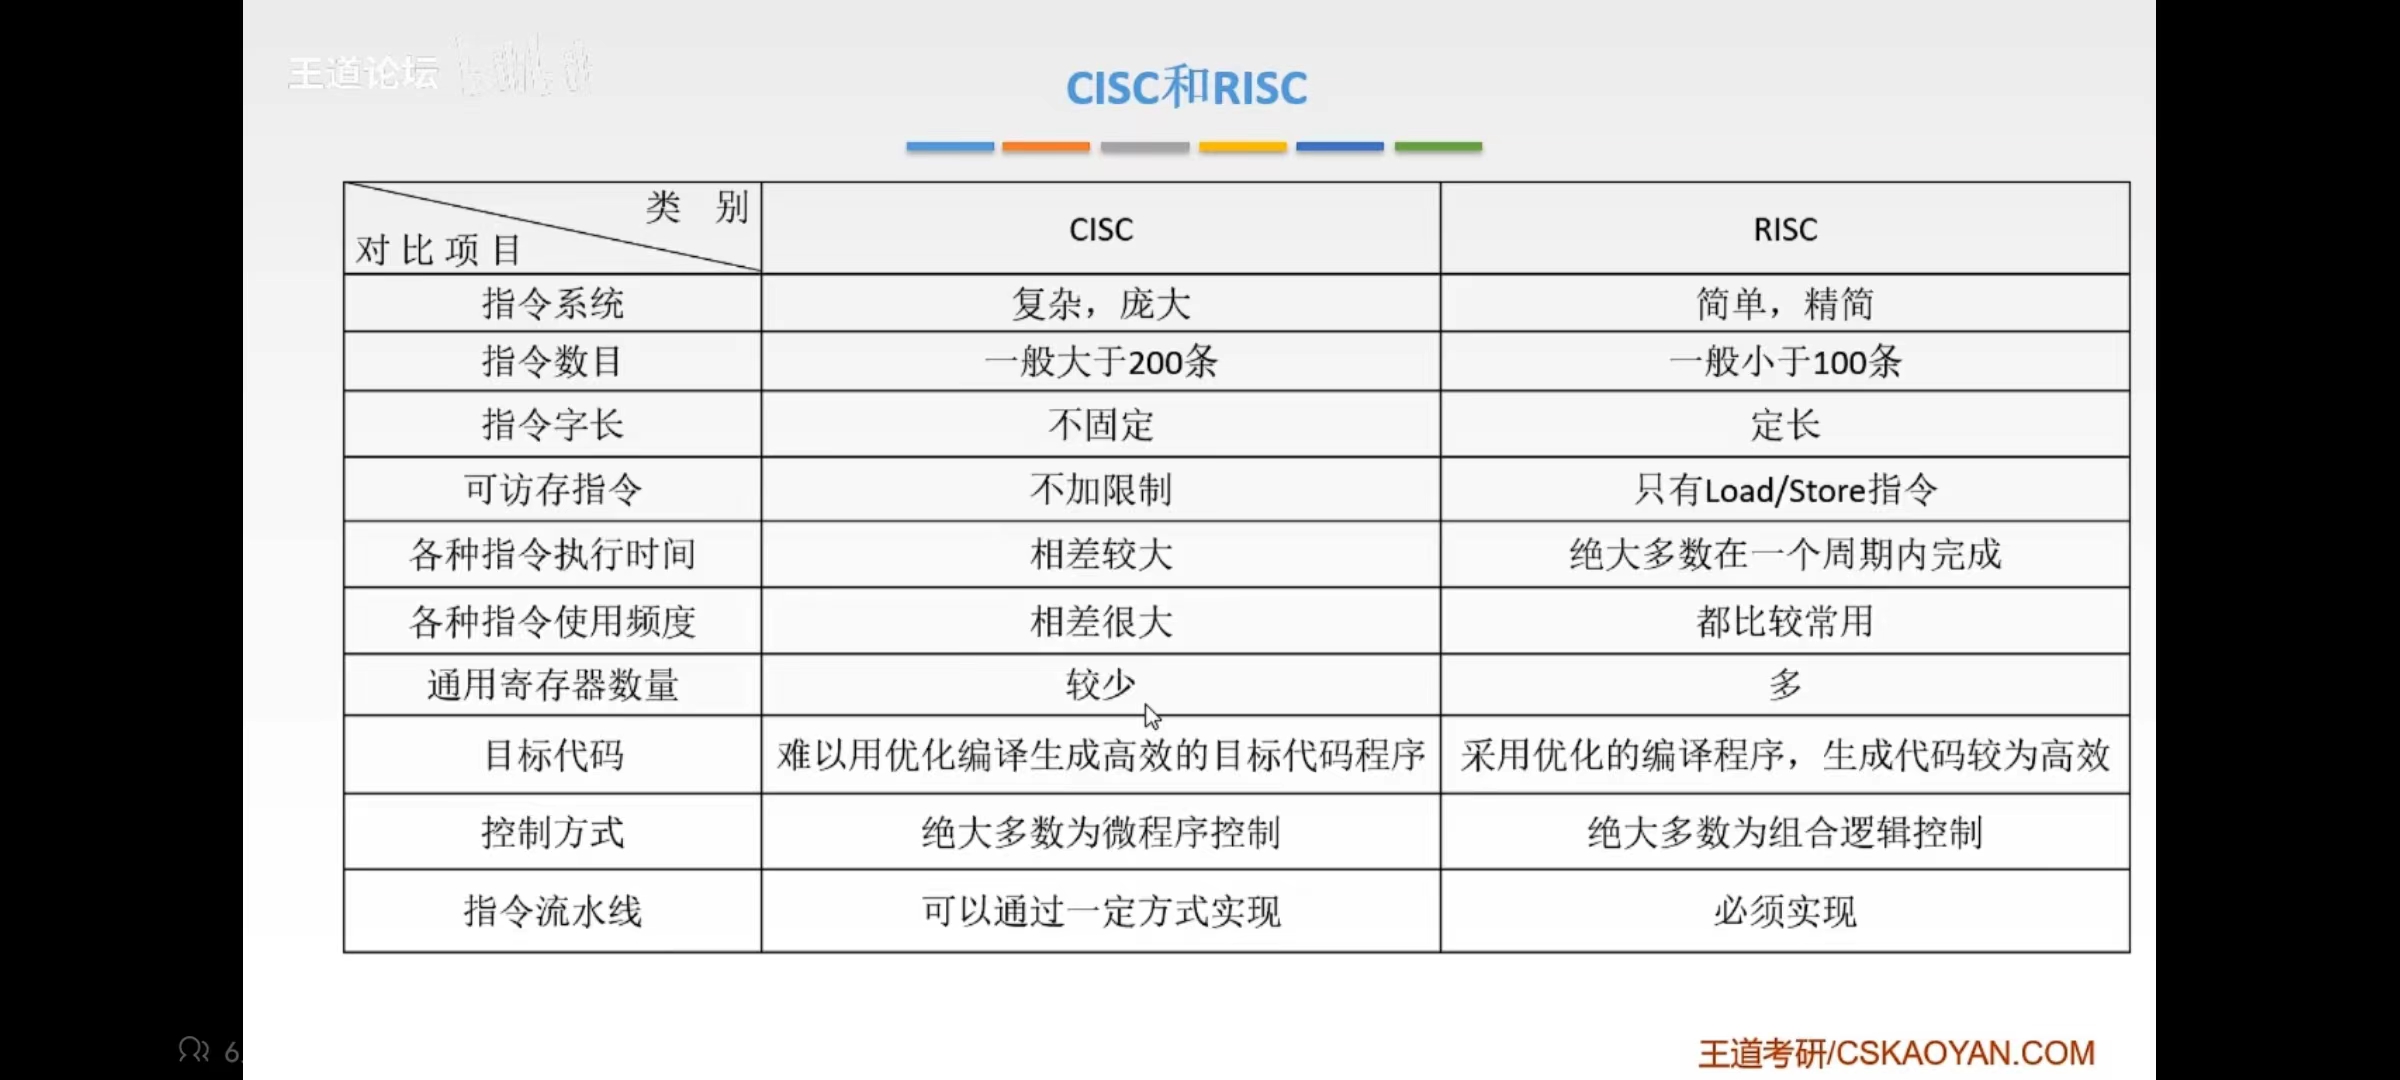 王道论坛
CISC和RISC
类 别
对比项目
CISC
RISC
指令系统
复杂，庞大
简单，精简
指令数目
一般大于200条
一般小于100条
指令字长
不固定
定长
可访存指令
不加限制
只有Load/Store指令
各种指令执行时间
相差较大
绝大多数在一个周期内完成
各种指令使用频度
相差很大
都比较常用
通用寄存器数量
较少
多
目标代码
难以用优化编译生成高效的目标代码程序
采用优化的编译程序，生成代码较为高效
控制方式
绝大多数为微程序控制
绝大多数为组合逻辑控制
指令流水线
可以通过一定方式实现
必须实现
王道考研/CSKAOYAN.COM